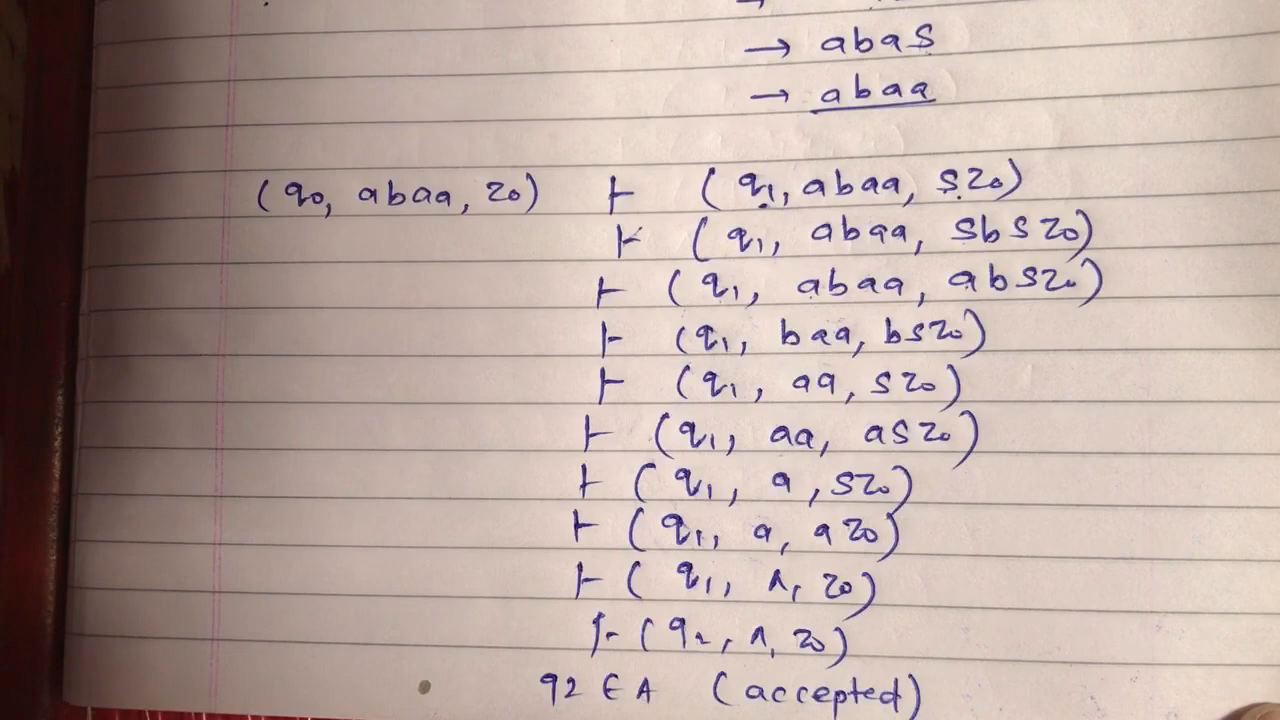 → abaS
→ abaa
(q0, abaa, z0) ⊢ (q1, abaa, Sz0)
⊢ (q1, abaa, SbSz0)
⊢ (q1, abaa, abSz0)
⊢ (q1, baa, bSz0)
⊢ (q1, aa, Sz0)
⊢ (q1, aa, aSz0)
⊢ (q1, a, Sz0)
⊢ (q1, a, az0)
⊢ (q1, Λ, z0)
⊢ (q2, Λ, z0)
q2 ∈ A (accepted)